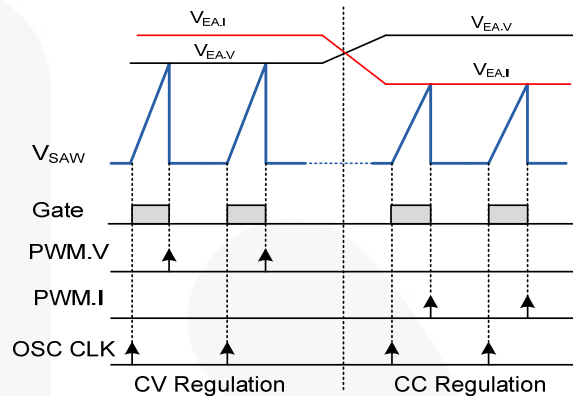 VEA.I
VEA.V
VEA.V
VEA.I
VSAW
Gate
PWM.V
PWM.I
OSC CLK
CV Regulation
CC Regulation